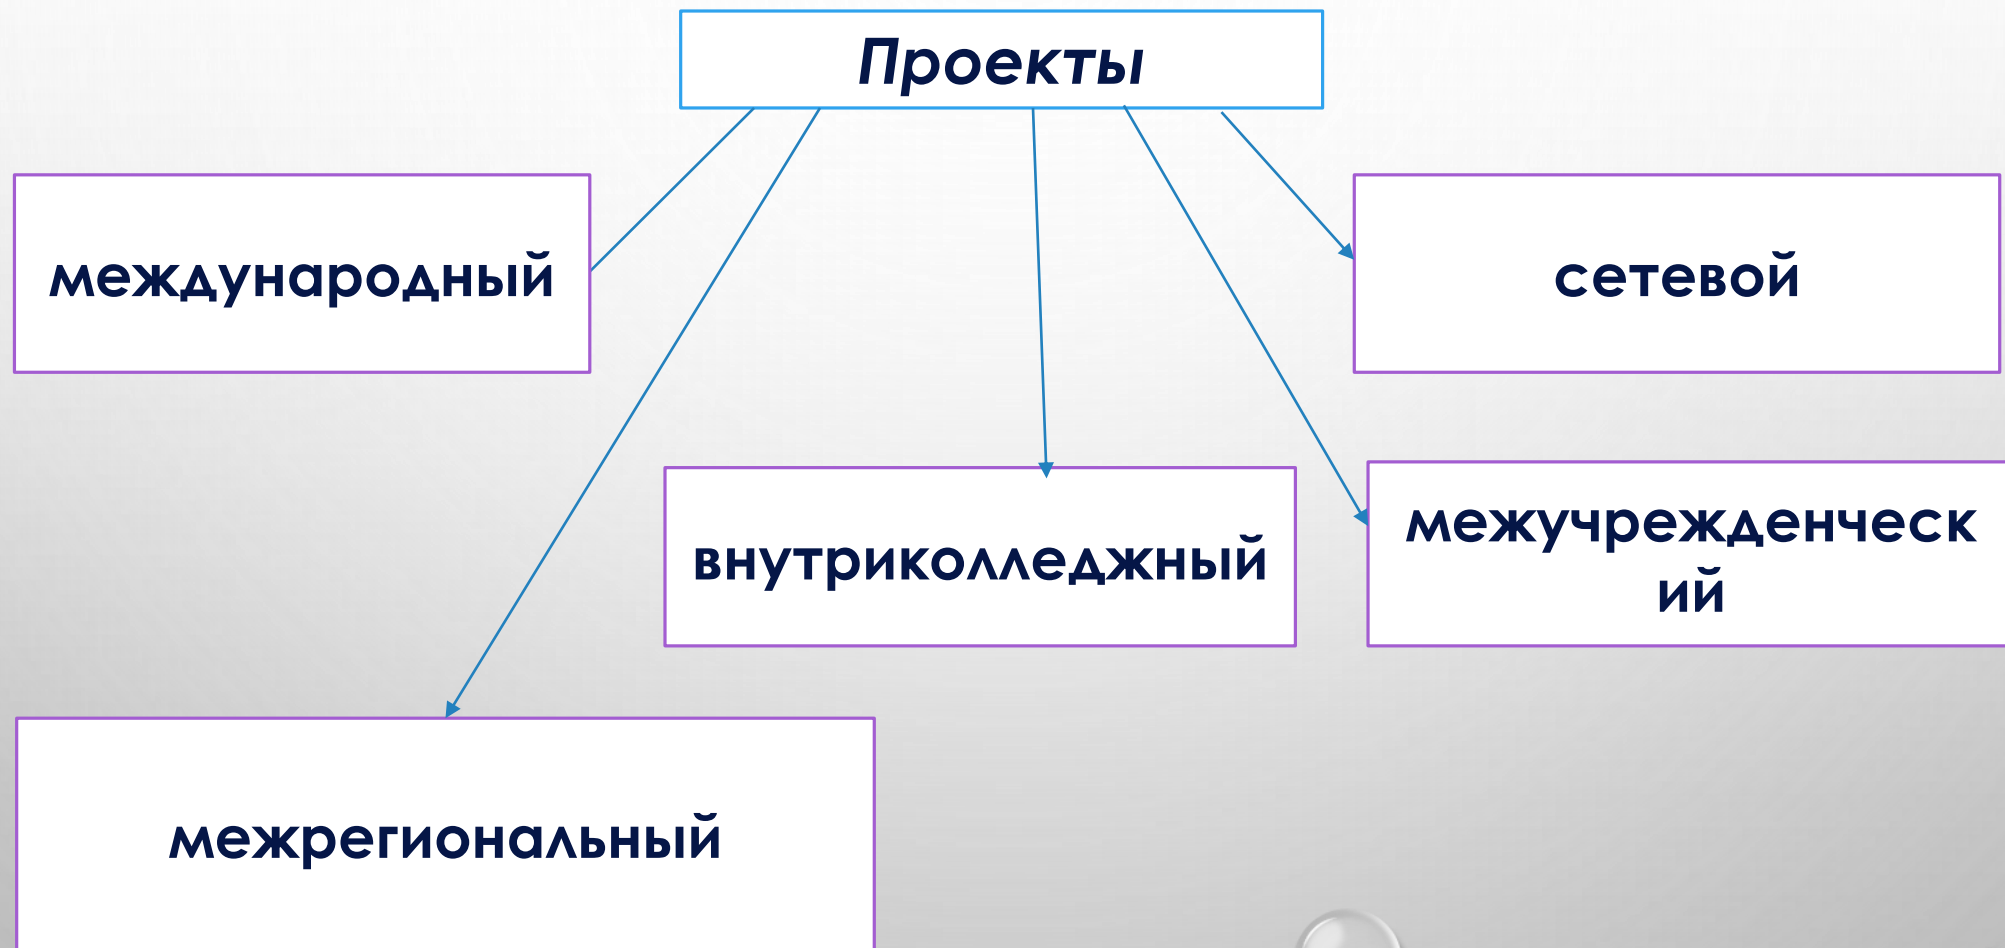 Проекты
международный
сетевой
внутриколледжный
межучрежденческ
ий
межрегиональный